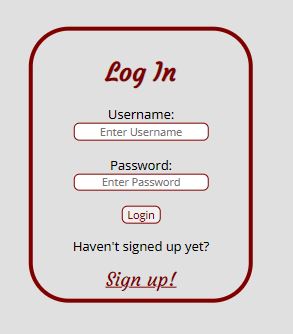 Log In
Username:
Enter Username
Password:
Enter Password
Login
Haven't signed up yet?
Sign up!